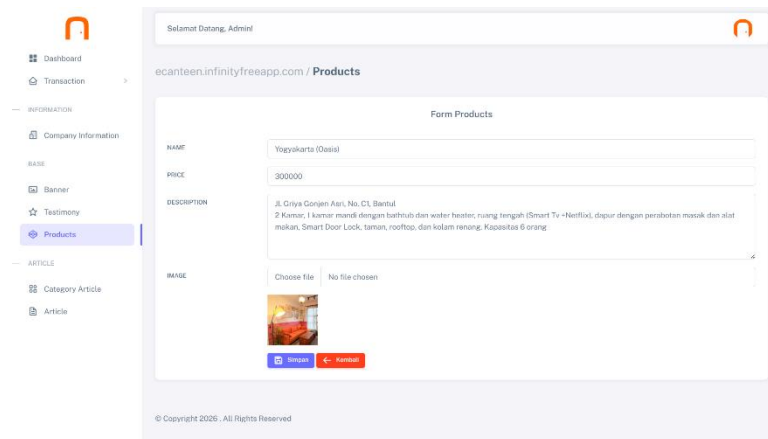 Selamat Datang, Admin!
Dashboard
Transaction
INFORMATION
Company Information
BASE
Banner
Testimony
Products
ARTICLE
Category Article
Article
ecanteen.infinityfreeapp.com / Products
Form Products
NAME
Yogyakarta (Oasis)
PRICE
300000
DESCRIPTION
Jl. Griya Gonjen Asri, No. C1, Bantul
2 Kamar, 1 kamar mandi dengan bathtub dan water heater, ruang tengah (Smart Tv +Netflix), dapur dengan perabotan masak dan alat
makan, Smart Door Lock, taman, rooftop, dan kolam renang. Kapasitas 6 orang
IMAGE
Choose file No file chosen
Simpan
Kembali
© Copyright 2026 . All Rights Reserved